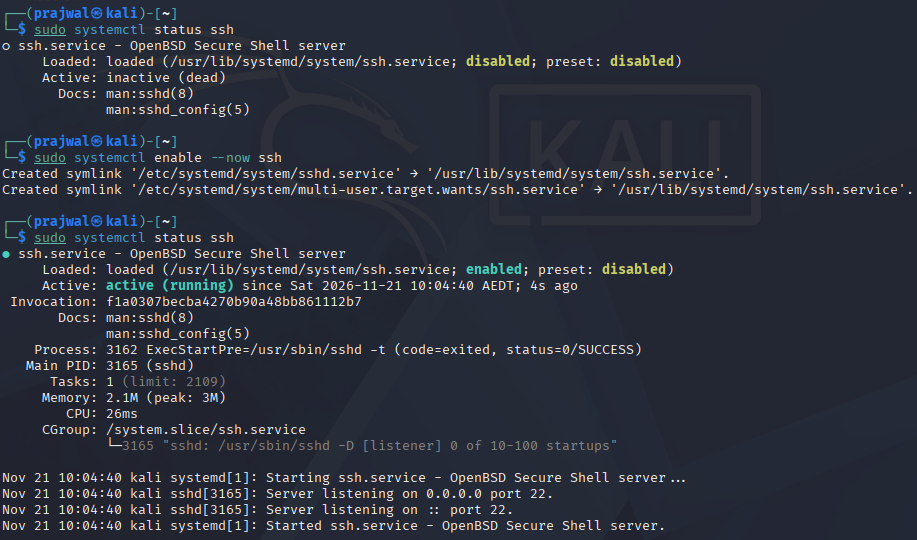 ┌──(prajwal㉿kali)-[~]
└─$ sudo systemctl status ssh
○ ssh.service - OpenBSD Secure Shell server
     Loaded: loaded (/usr/lib/systemd/system/ssh.service; disabled; preset: disabled)
     Active: inactive (dead)
       Docs: man:sshd(8)
             man:sshd_config(5)
KALI
┌──(prajwal㉿kali)-[~]
└─$ sudo systemctl enable --now ssh
Created symlink '/etc/systemd/system/sshd.service' → '/usr/lib/systemd/system/ssh.service'.
Created symlink '/etc/systemd/system/multi-user.target.wants/ssh.service' → '/usr/lib/systemd/system/ssh.service'.
┌──(prajwal㉿kali)-[~]
└─$ sudo systemctl status ssh
● ssh.service - OpenBSD Secure Shell server
     Loaded: loaded (/usr/lib/systemd/system/ssh.service; enabled; preset: disabled)
     Active: active (running) since Sat 2026-11-21 10:04:40 AEDT; 4s ago
 Invocation: f1a0307becba4270b90a48bb861112b7
       Docs: man:sshd(8)
             man:sshd_config(5)
    Process: 3162 ExecStartPre=/usr/sbin/sshd -t (code=exited, status=0/SUCCESS)
   Main PID: 3165 (sshd)
      Tasks: 1 (limit: 2109)
     Memory: 2.1M (peak: 3M)
        CPU: 26ms
     CGroup: /system.slice/ssh.service
             └─3165 "sshd: /usr/sbin/sshd -D [listener] 0 of 10-100 startups"
Nov 21 10:04:40 kali systemd[1]: Starting ssh.service - OpenBSD Secure Shell server...
Nov 21 10:04:40 kali sshd[3165]: Server listening on 0.0.0.0 port 22.
Nov 21 10:04:40 kali sshd[3165]: Server listening on :: port 22.
Nov 21 10:04:40 kali systemd[1]: Started ssh.service - OpenBSD Secure Shell server.